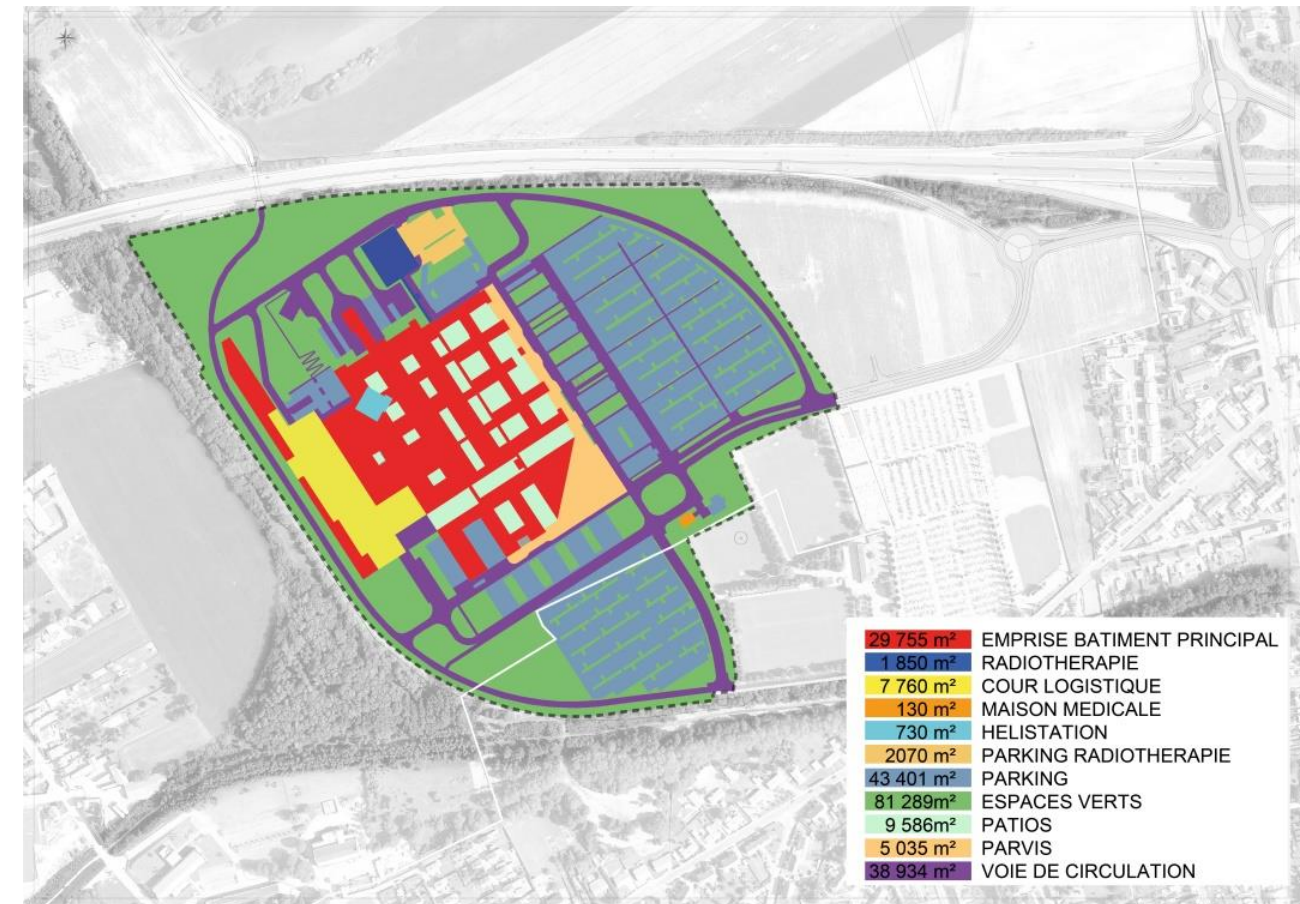 29 755 m² EMPRISE BATIMENT PRINCIPAL
1 850 m² RADIOTHERAPIE
7 760 m² COUR LOGISTIQUE
130 m² MAISON MEDICALE
730 m² HELISTATION
2070 m² PARKING RADIOTHERAPIE
43 401 m² PARKING
81 289m² ESPACES VERTS
9 586m² PATIOS
5 035 m² PARVIS
38 934 m² VOIE DE CIRCULATION